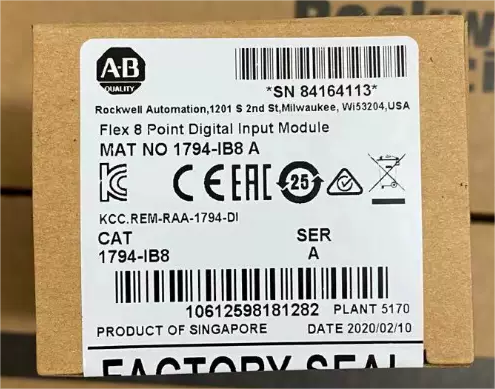 A·B
QUALITY
*SN 84164113*
Rockwell Automation,1201 S 2nd St,Milwaukee, Wi53204,USA
Flex 8 Point Digital Input Module
MAT NO 1794-IB8 A
CE EAC 25
KCC.REM-RAA-1794-DI
CAT SER
1794-IB8 A
10612598181282 PLANT 5170
PRODUCT OF SINGAPORE DATE 2020/02/10
FACTORY SEAL